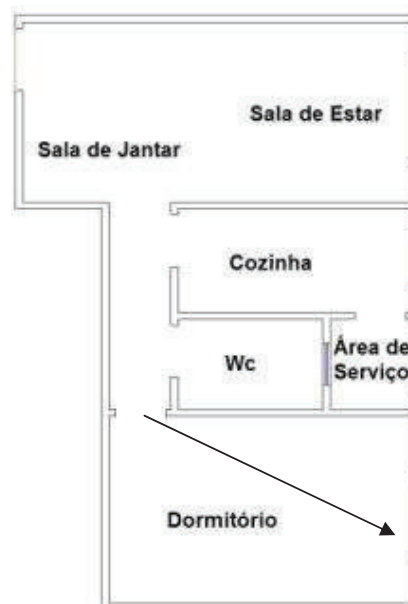 Sala de Estar
Sala de Jantar
Cozinha
Wc
Área de
Serviço
Dormitório